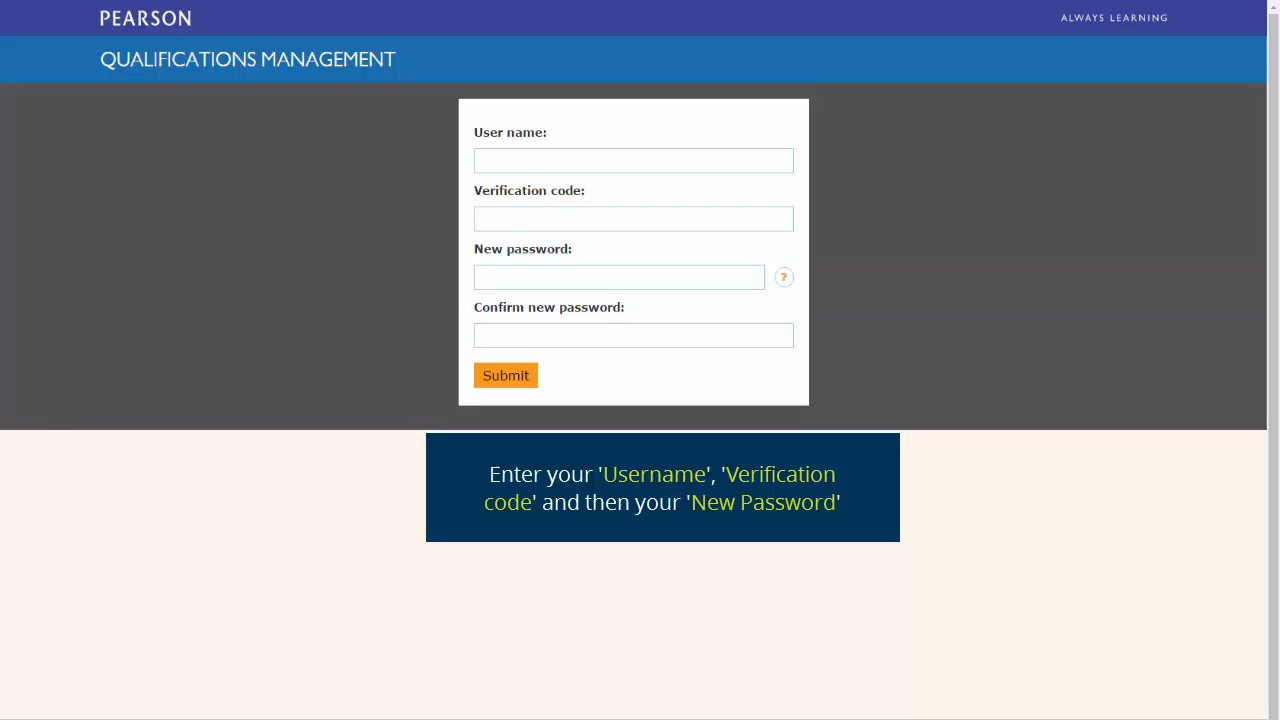 PEARSON
ALWAYS LEARNING
QUALIFICATIONS MANAGEMENT
User name:
Verification code:
New password:
?
Confirm new password:
Submit
Enter your 'Username', 'Verification
code' and then your 'New Password'